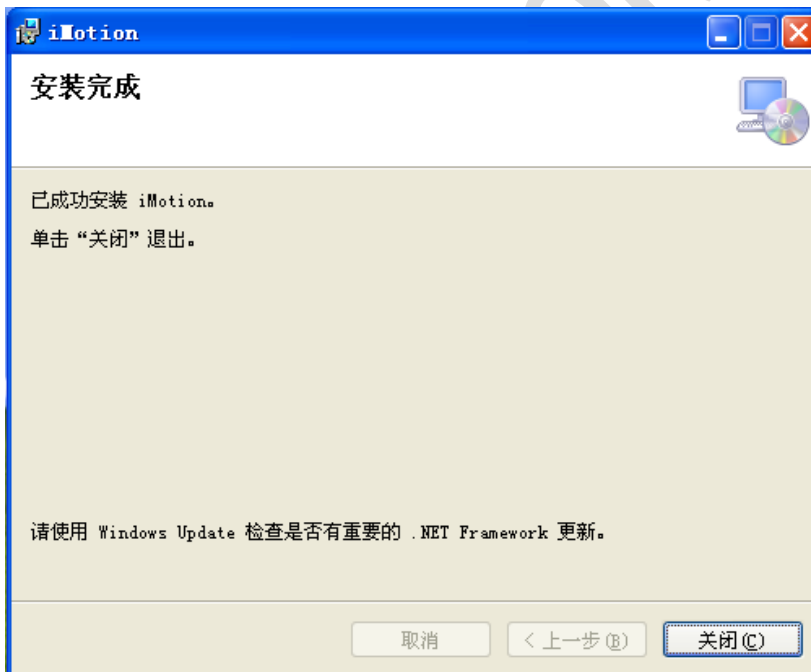 iMotion
安装完成
已成功安装 iMotion。
单击“关闭”退出。
请使用 Windows Update 检查是否有重要的 .NET Framework 更新。
取消
< 上一步(B)
关闭(C)